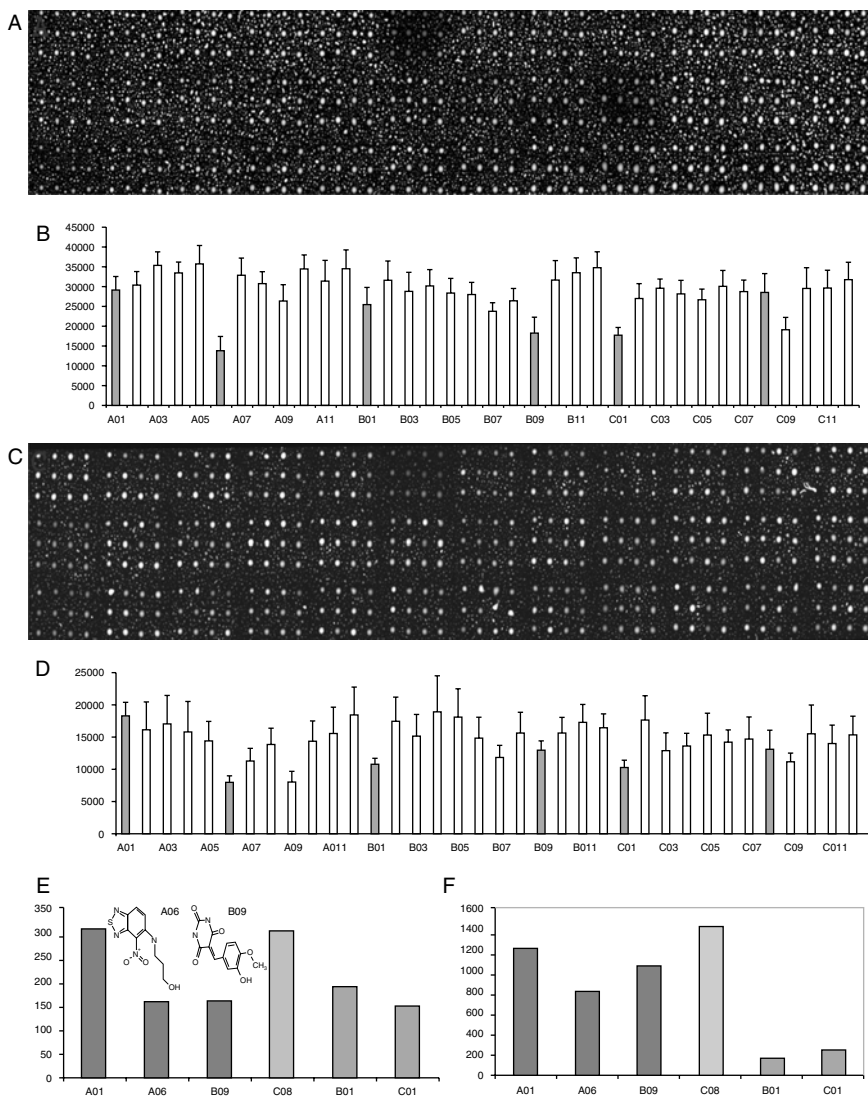 A
B
45000
40000
35000
30000
25000
20000
15000
10000
5000
0
A01 A03 A05 A07 A09 A11 B01 B03 B05 B07 B09 B11 C01 C03 C05 C07 C09 C11
C
D
25000
20000
15000
10000
5000
0
A01 A03 A05 A07 A09 A011 B01 B03 B05 B07 B09 B011 C01 C03 C05 C07 C09 C011
E
350
300
250
200
150
100
50
0
A06 B09
N
S
N
N
N⁺
O⁻
O
OH
O
N
N
O
O
O
CH₃
OH
A01 A06 B09 C08 B01 C01
F
1600
1400
1200
1000
800
600
400
200
0
A01 A06 B09 C08 B01 C01